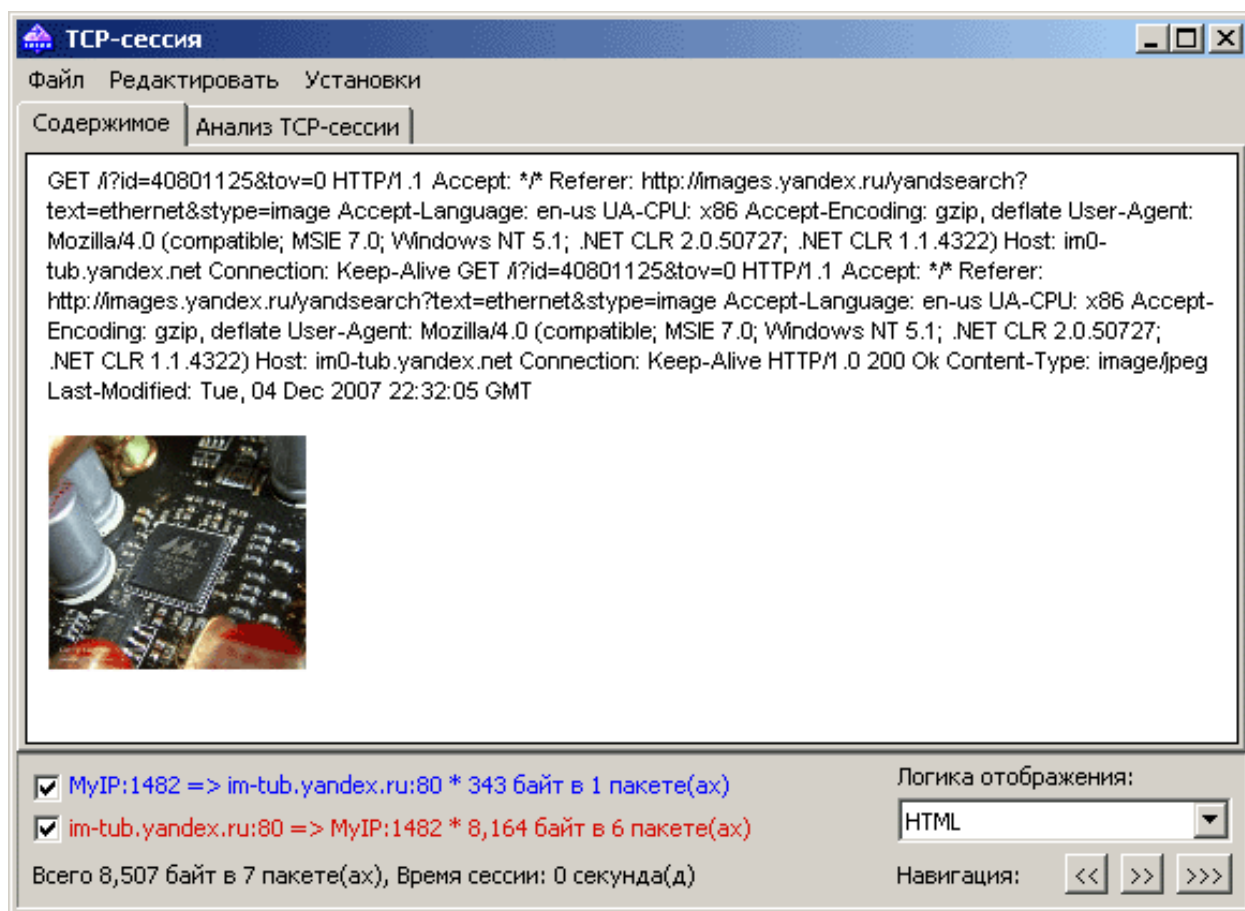 TCP-сессия
Файл Редактировать Установки
Содержимое Анализ TCP-сессии
GET /i?id=40801125&tov=0 HTTP/1.1 Accept: */* Referer: http://images.yandex.ru/yandsearch?
text=ethernet&stype=image Accept-Language: en-us UA-CPU: x86 Accept-Encoding: gzip, deflate User-Agent:
Mozilla/4.0 (compatible; MSIE 7.0; Windows NT 5.1; .NET CLR 2.0.50727; .NET CLR 1.1.4322) Host: im0-
tub.yandex.net Connection: Keep-Alive GET /i?id=40801125&tov=0 HTTP/1.1 Accept: */* Referer:
http://images.yandex.ru/yandsearch?text=ethernet&stype=image Accept-Language: en-us UA-CPU: x86 Accept-
Encoding: gzip, deflate User-Agent: Mozilla/4.0 (compatible; MSIE 7.0; Windows NT 5.1; .NET CLR 2.0.50727;
.NET CLR 1.1.4322) Host: im0-tub.yandex.net Connection: Keep-Alive HTTP/1.0 200 Ok Content-Type: image/jpeg
Last-Modified: Tue, 04 Dec 2007 22:32:05 GMT
MyIP:1482 => im-tub.yandex.ru:80 * 343 байт в 1 пакете(ах)
im-tub.yandex.ru:80 => MyIP:1482 * 8,164 байт в 6 пакете(ах)
Всего 8,507 байт в 7 пакете(ах), Время сессии: 0 секунда(д)
Логика отображения:
HTML
Навигация: << >> >>>